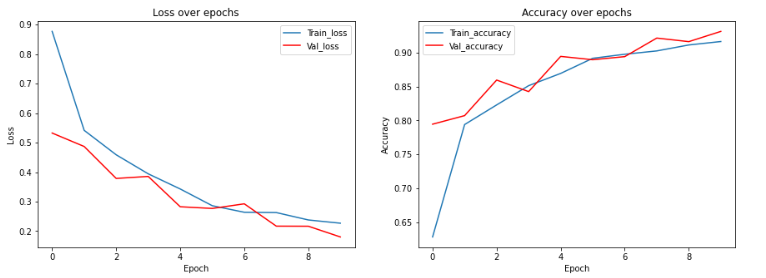 Loss over epochs
0.9
0.8
0.7
0.6
0.5
0.4
0.3
0.2
Loss
0 2 4 6 8
Epoch
Train_loss
Val_loss
Accuracy over epochs
0.90
0.85
0.80
0.75
0.70
0.65
Accuracy
0 2 4 6 8
Epoch
Train_accuracy
Val_accuracy